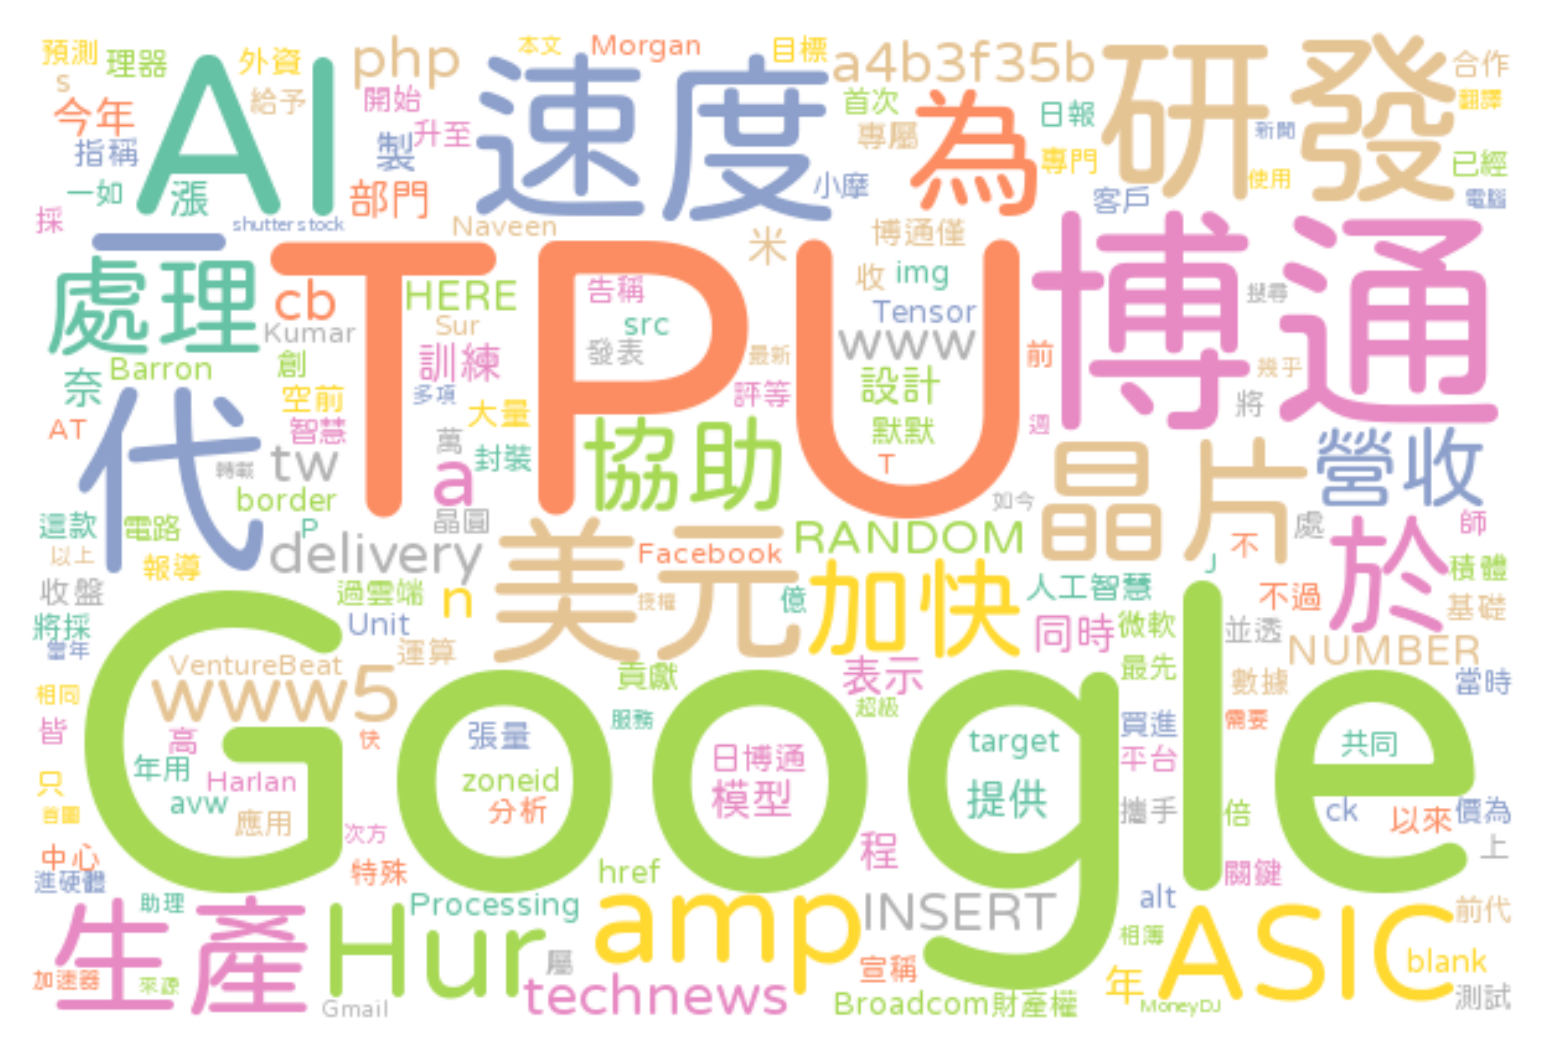 預測
理器
外資
php
本文
Morgan
目標
a4b3f35b
研發
合作
s
AI
速度
給予
開始
首次
為
日報
翻譯
今年
指稱
製
升至
專屬
專門
新聞
已經
一如
漲
部門
小摩
客戶
使用
電腦
採
shutterstock
Naveen
米
博通僅
博通
一
處理
TPU
cb
HERE
告稱
收
img
搜尋
Kumar
Sur
src
Tensor
www
Barron
創
訓練
發表
最新
前
幾乎
奈
空前
多項
評等
設計
將
代
AT
智慧
大量
默默
週
萬
協助
晶片
營收
轉載
tw
a
封裝
T
border
如今
這款
電路
P
晶圓
delivery
美元
Facebook
RANDOM
處
於
師
以上
報導
不
J
積體
收盤
過雲端
n
授權
億
加快
人工智慧
不過
基礎
將採
Unit
同時
微軟
並透
當年
運算
NUMBER
VentureBeat
Google
相同
www5
貢獻
表示
最先
數據
當時
皆
高
快
張量
服務
超級
買進
需要
年用
日博通
target
平台
共同
只
Harlan
zoneid
avw
模型
提供
攜手
倍
ck
以來
價為
首圖
應用
分析
次方
程
上
中心
進硬體
特殊
href
關鍵
助理
生產
Hur
Processing
amp
INSERT
alt
ASIC
前代
相簿
加速器
來源
屬
宣稱
年
blank
Gmail
technews
Broadcom
財產權
MoneyDJ
測試